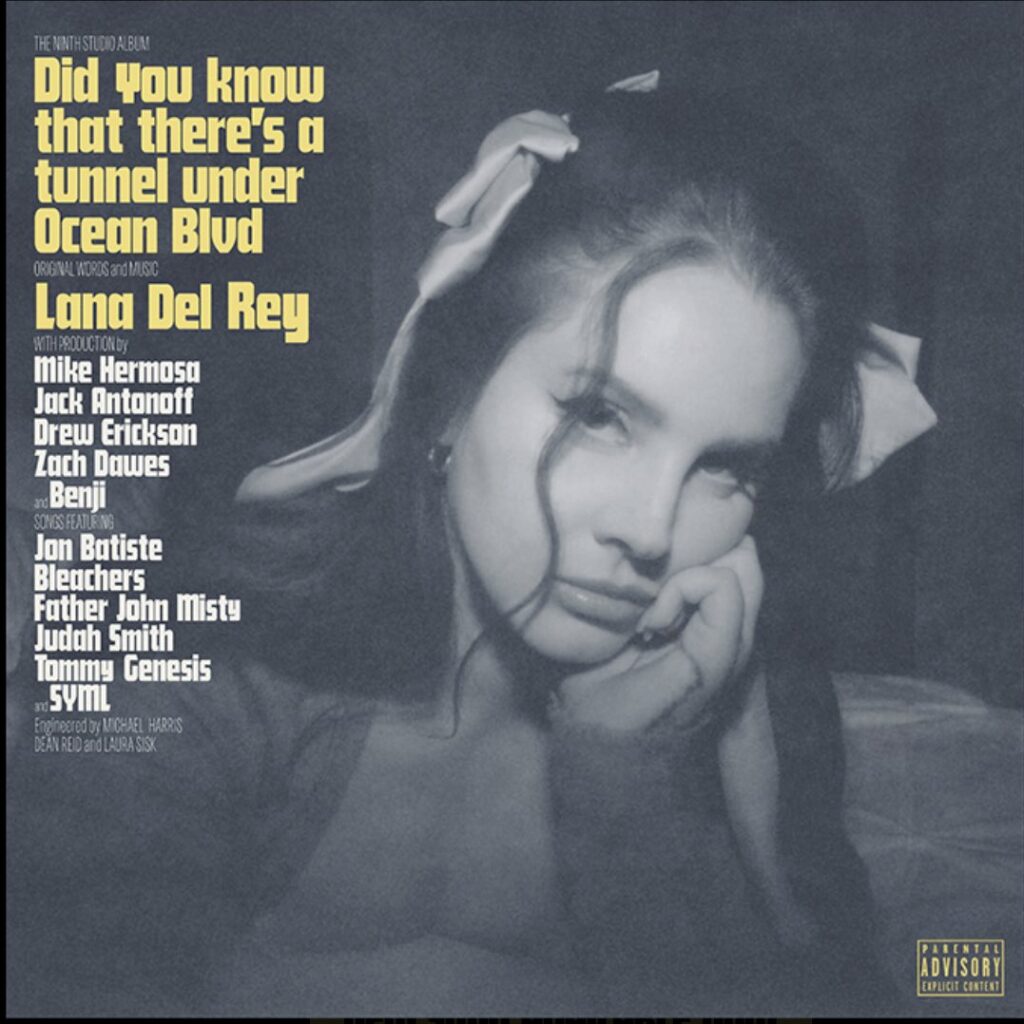 THE NINTH STUDIO ALBUM
Did you know
that there's a
tunnel under
Ocean Blvd
ORIGINAL WORDS and MUSIC
Lana Del Rey
WITH PRODUCTION by
Mike Hermosa
Jack Antonoff
Drew Erickson
Zach Dawes
and Benji
SONGS FEATURING
Jon Batiste
Bleachers
Father John Misty
Judah Smith
Tommy Genesis
and SYML
Engineered by MICHAEL HARRIS
DEAN REID and LAURA SISK
PARENTAL
ADVISORY
EXPLICIT CONTENT